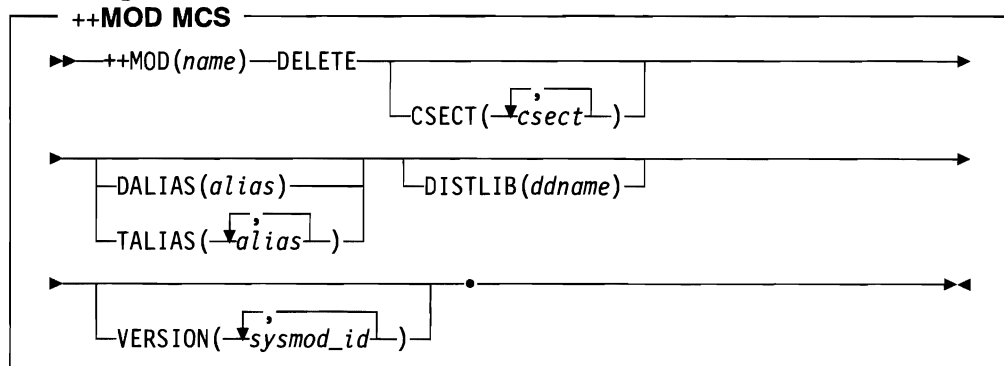 ++MOD MCS
++MOD(name)—DELETE
,
CSECT(csect)
DALIAS(alias)
DISTLIB(ddname)
,
TALIAS(alias)
,
VERSION(sysmod_id)